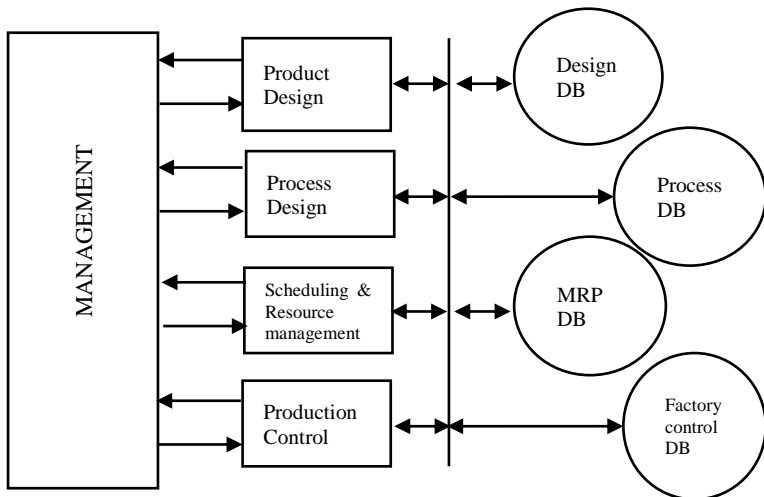 MANAGEMENT
Product
Design
Design
DB
Process
Design
Process
DB
Scheduling &
Resource
management
MRP
DB
Production
Control
Factory
control
DB